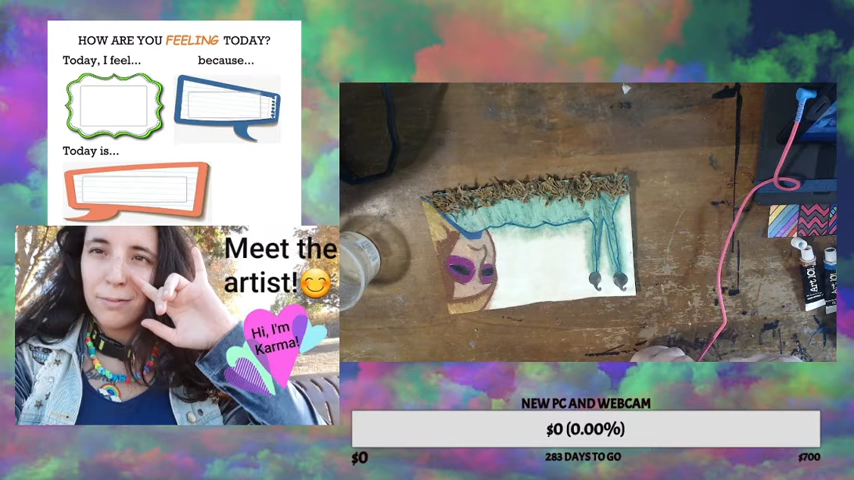 HOW ARE YOU FEELING TODAY?
Today, I feel... because...
Today is...
Meet the
artist!😊
Hi, I'm
Karma!
NEW PC AND WEBCAM
$0 (0.00%)
$0 283 DAYS TO GO $700